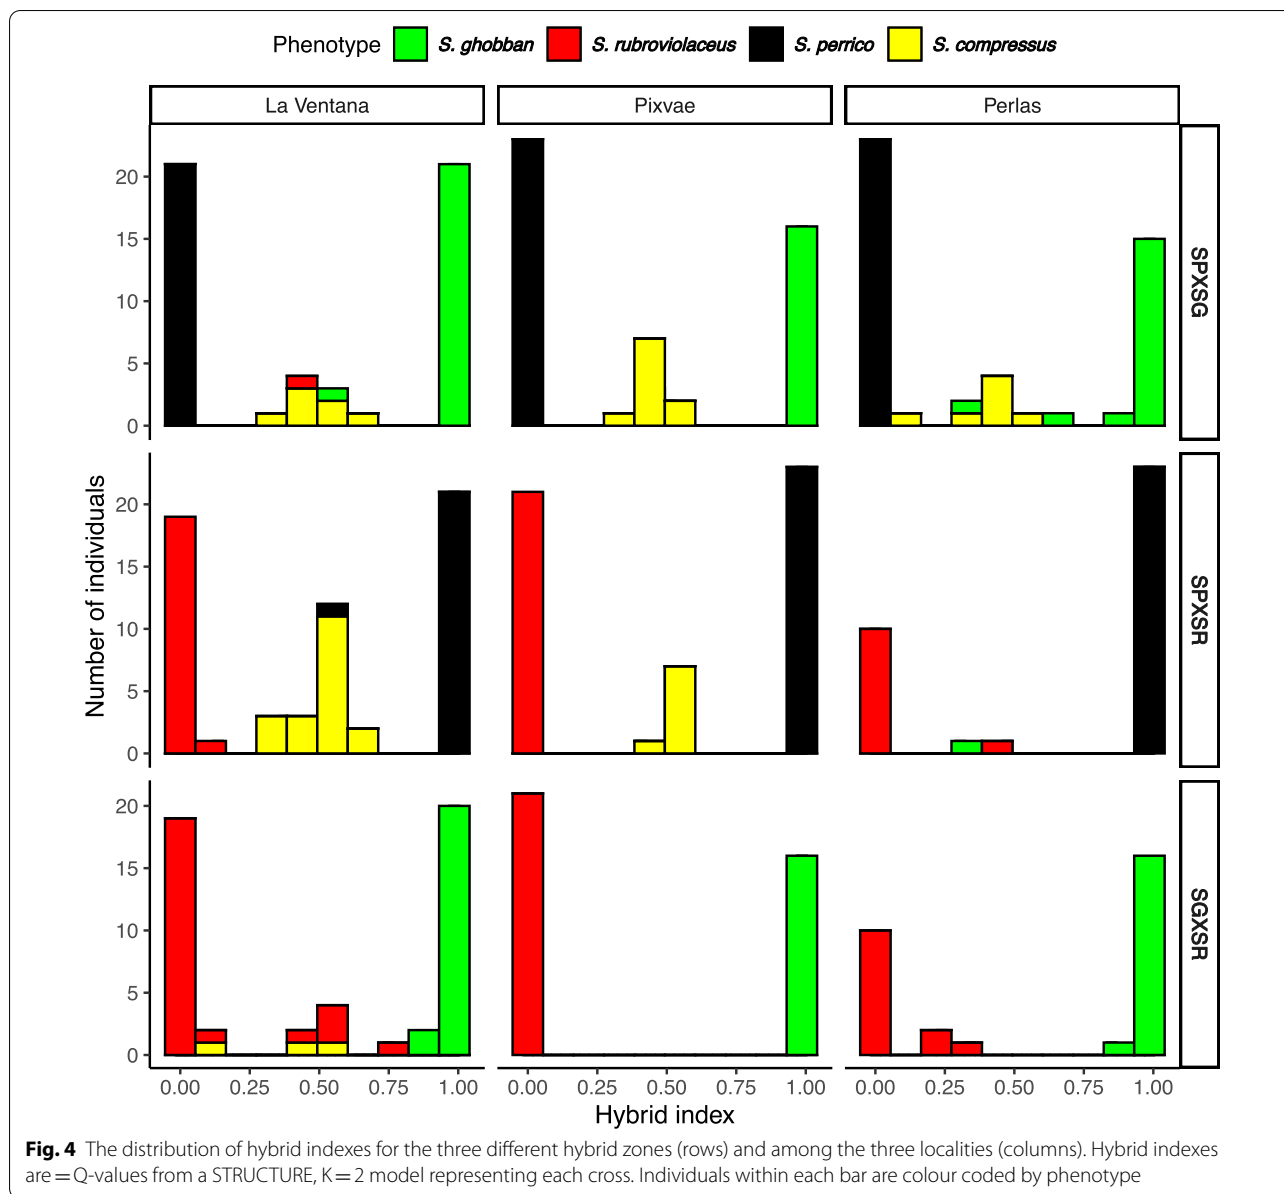 Phenotype S. ghobban S. rubroviolaceus S. perrico S. compressus
La Ventana Pixvae Perlas
20
15
10
5
0
SPXSG
20
15
10
5
0
SPXSR
20
15
10
5
0
SGXSR
Number of individuals
0.00 0.25 0.50 0.75 1.00 0.00 0.25 0.50 0.75 1.00 0.00 0.25 0.50 0.75 1.00
Hybrid index
Fig. 4 The distribution of hybrid indexes for the three different hybrid zones (rows) and among the three localities (columns). Hybrid indexes
are = Q-values from a STRUCTURE, K = 2 model representing each cross. Individuals within each bar are colour coded by phenotype